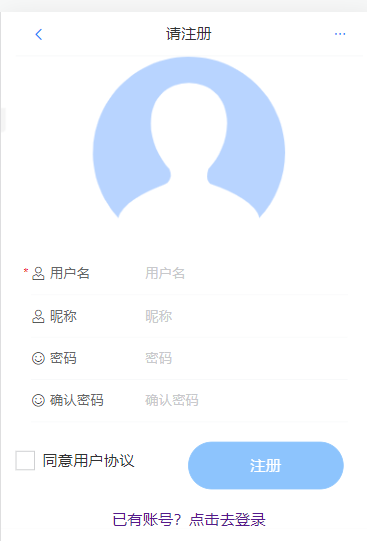 请注册
* 用户名 用户名
昵称 昵称
密码 密码
确认密码 确认密码
同意用户协议 注册
已有账号？点击去登录